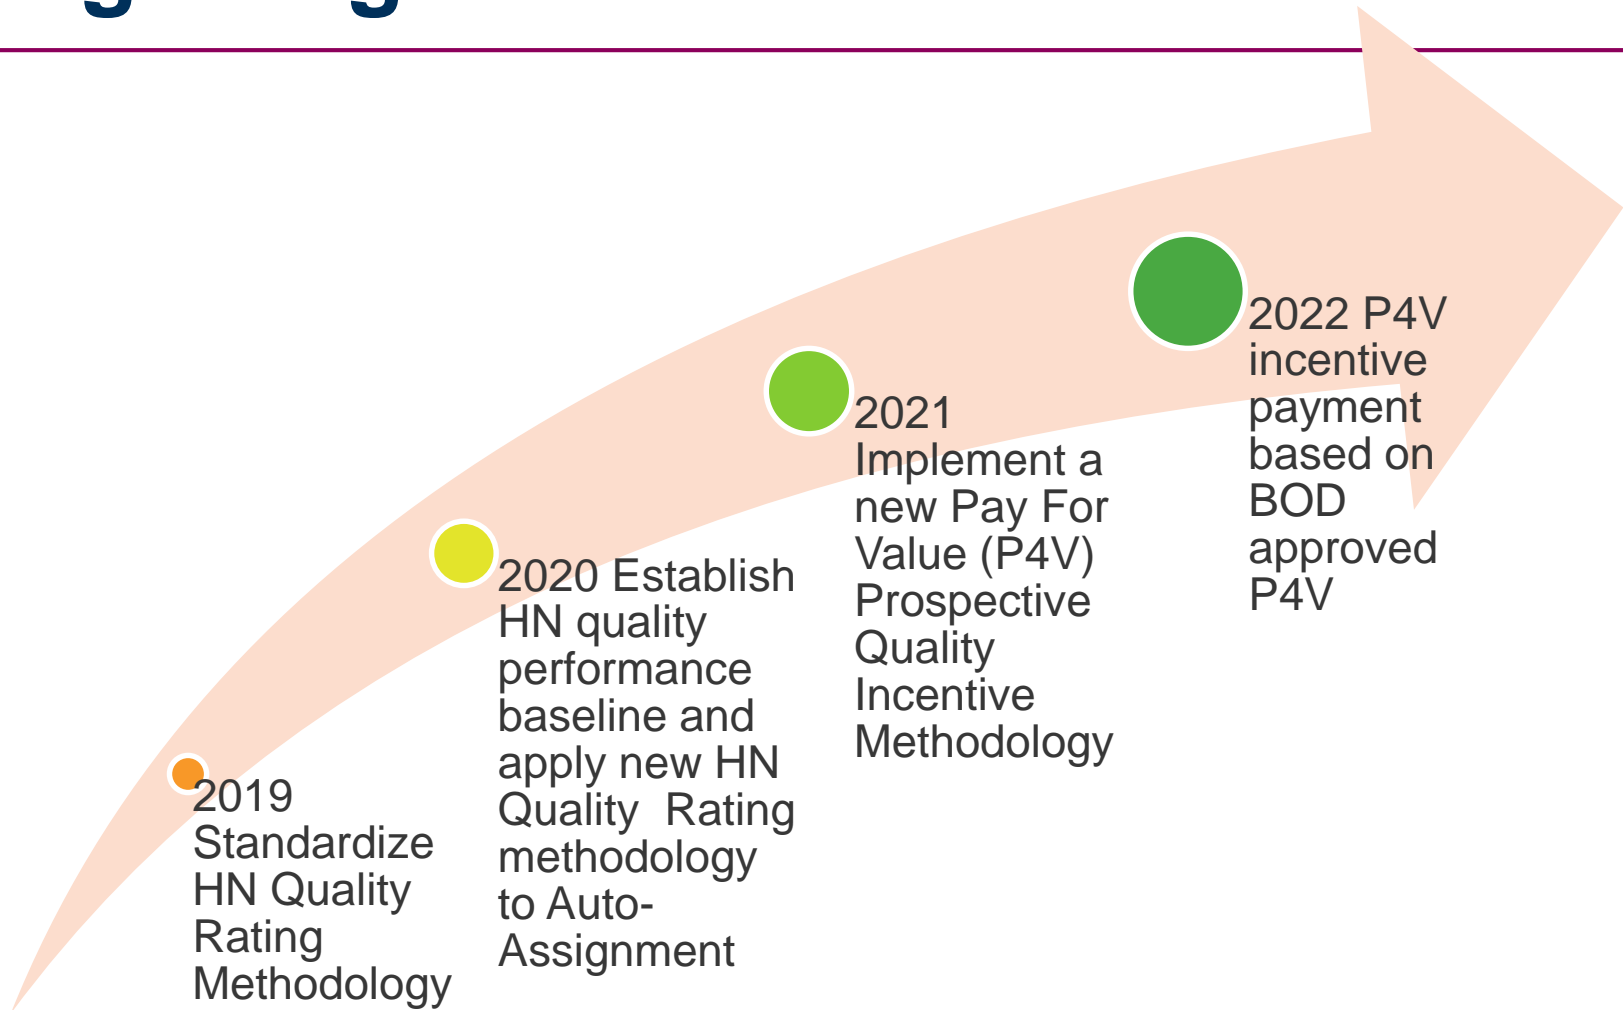 2019
Standardize
HN Quality
Rating
Methodology
2020 Establish
HN quality
performance
baseline and
apply new HN
Quality  Rating
methodology
to Auto-
Assignment
2021
Implement a
new Pay For
Value (P4V)
Prospective
Quality
Incentive
Methodology
2022 P4V
incentive
payment
based on
BOD
approved
P4V